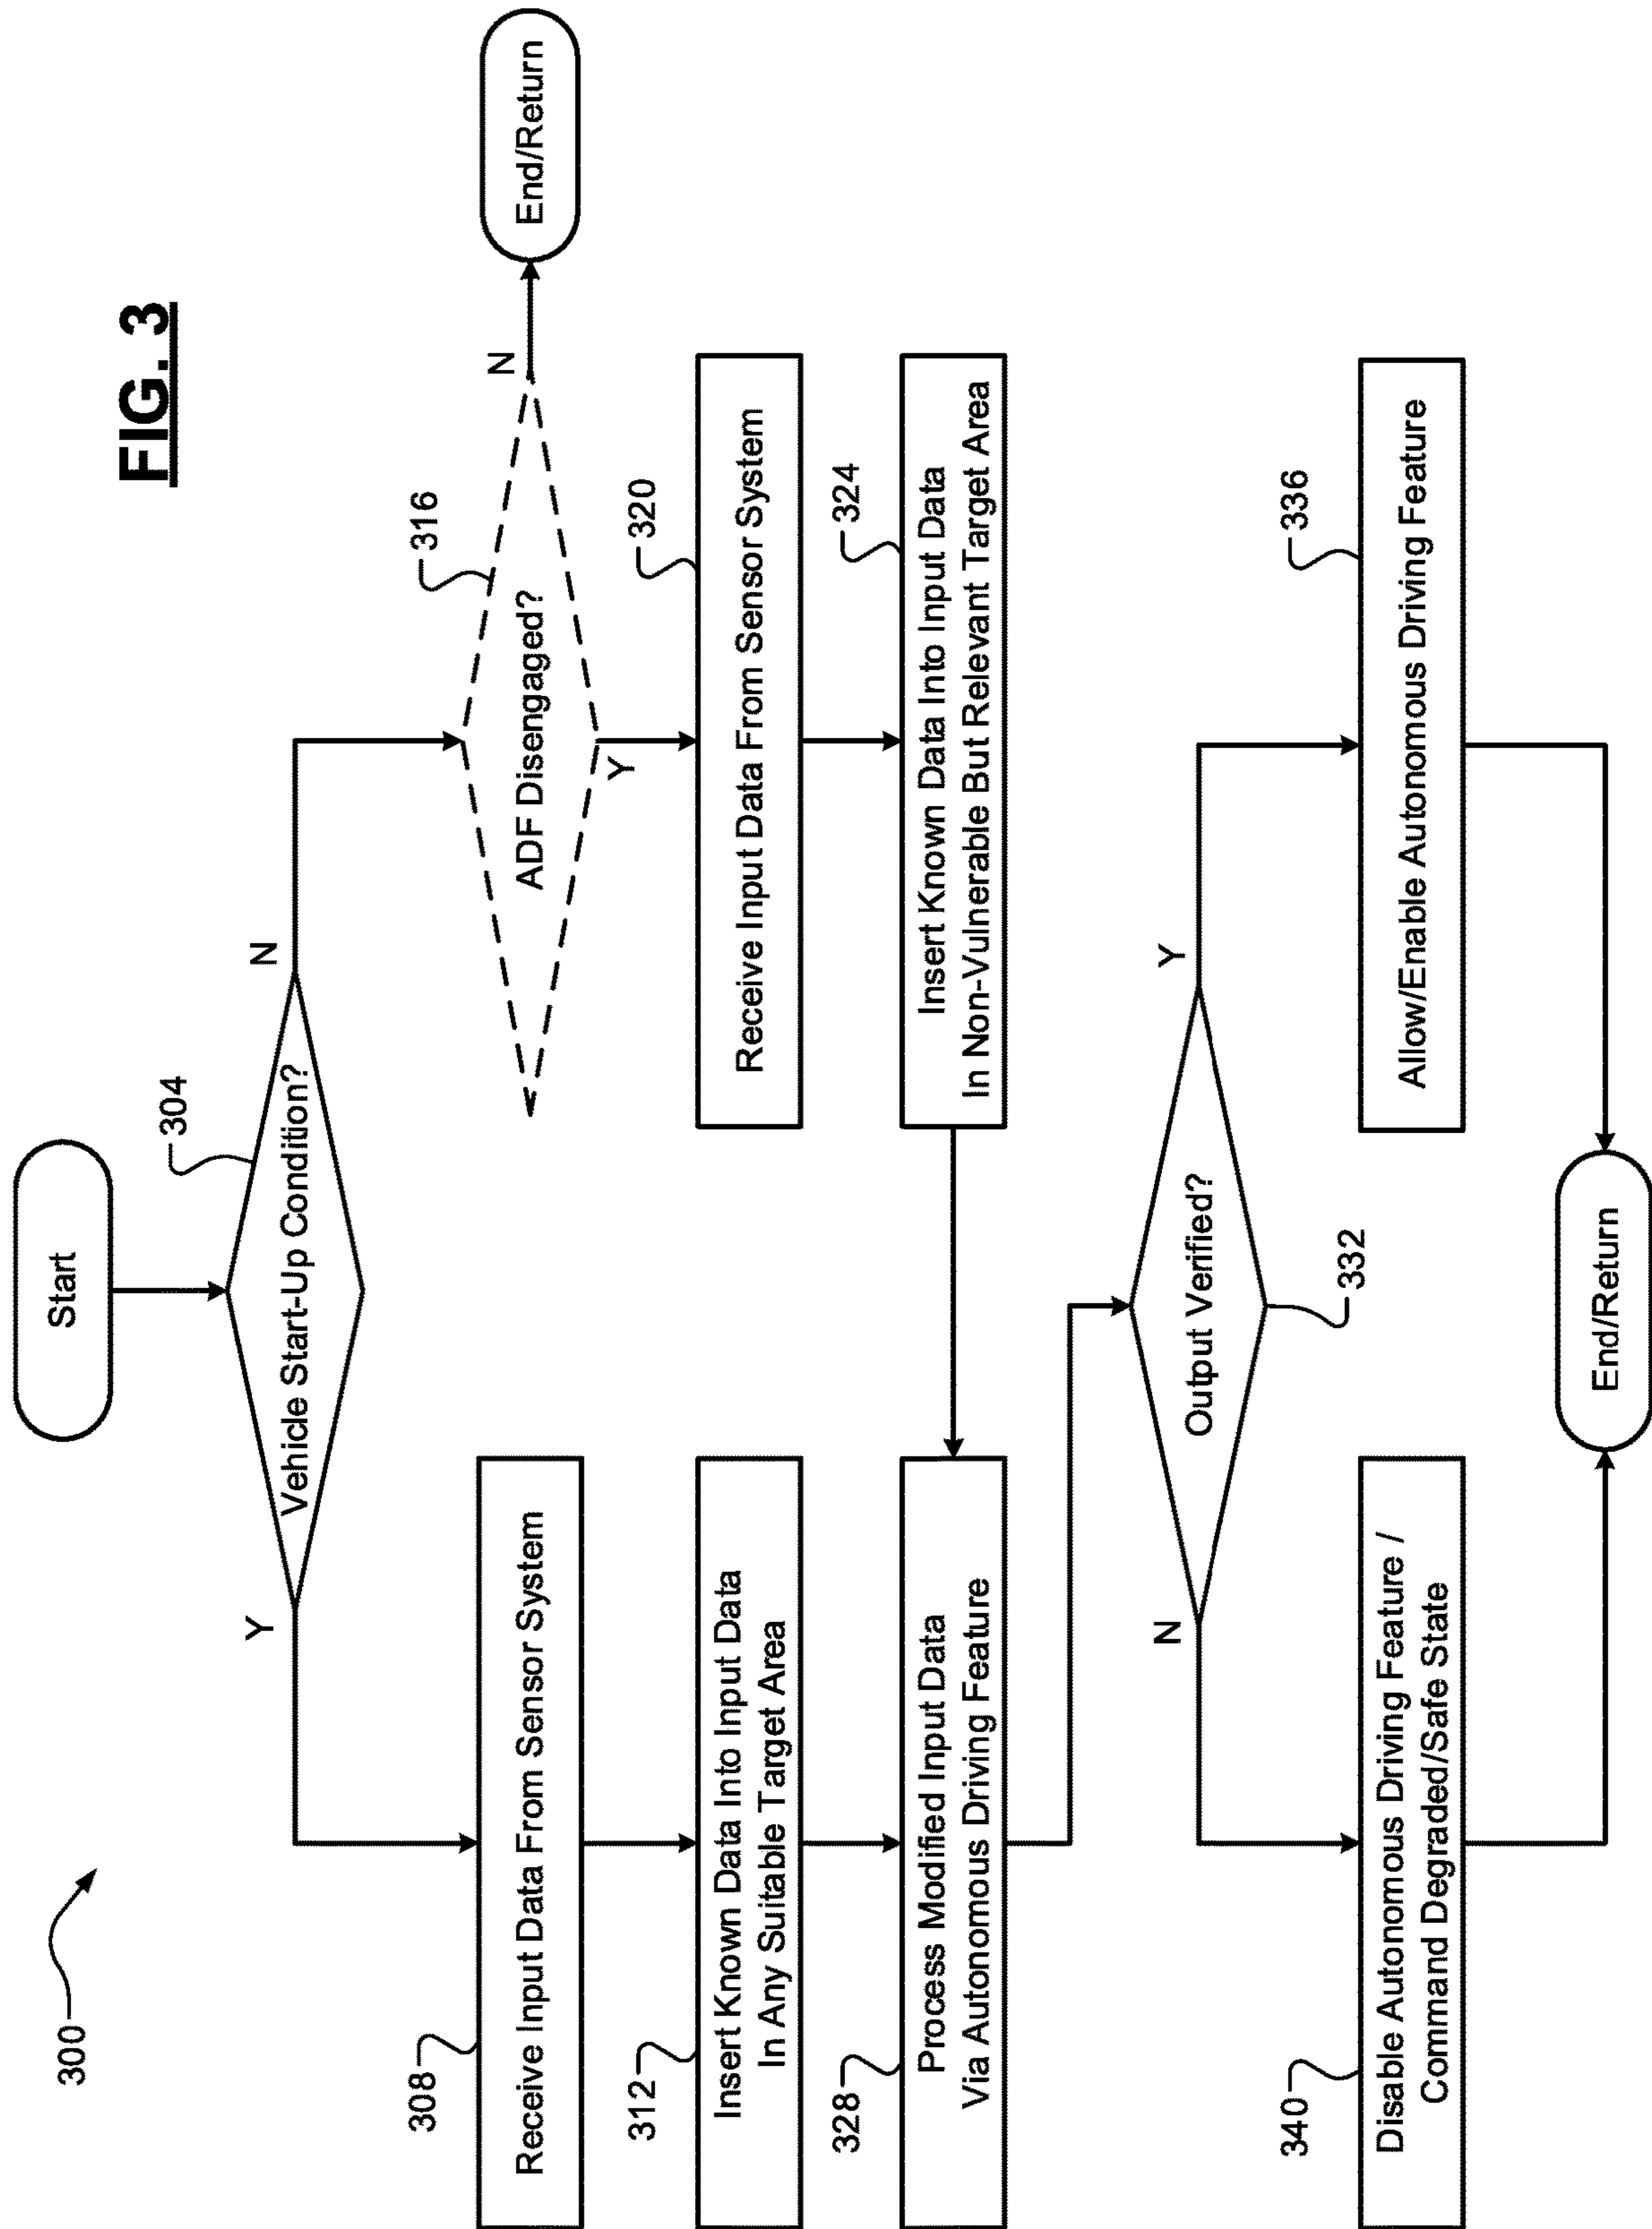 300
FIG. 3
Start
304
Vehicle Start-Up Condition?
Y
N
308
Receive Input Data From Sensor System
316
ADF Disengaged?
N
End/Return
Y
312
Insert Known Data Into Input Data
In Any Suitable Target Area
320
Receive Input Data From Sensor System
328
Process Modified Input Data
Via Autonomous Driving Feature
324
Insert Known Data Into Input Data
In Non-Vulnerable But Relevant Target Area
Output Verified?
332
N
Y
340
Disable Autonomous Driving Feature /
Command Degraded/Safe State
336
Allow/Enable Autonomous Driving Feature
End/Return